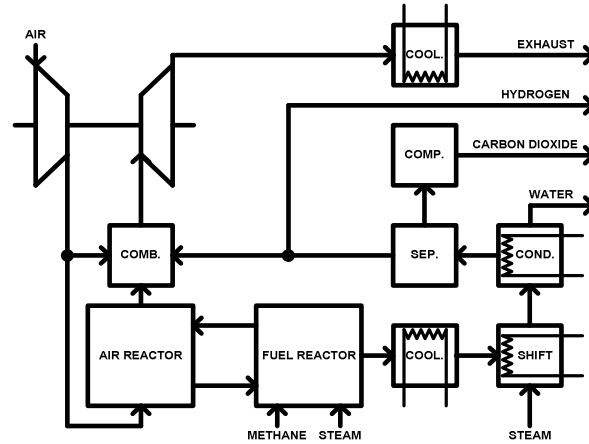 AIR
COOL.
EXHAUST
HYDROGEN
COMP.
CARBON DIOXIDE
WATER
COMB.
SEP.
COND.
AIR REACTOR
FUEL REACTOR
COOL.
SHIFT
METHANE
STEAM
STEAM